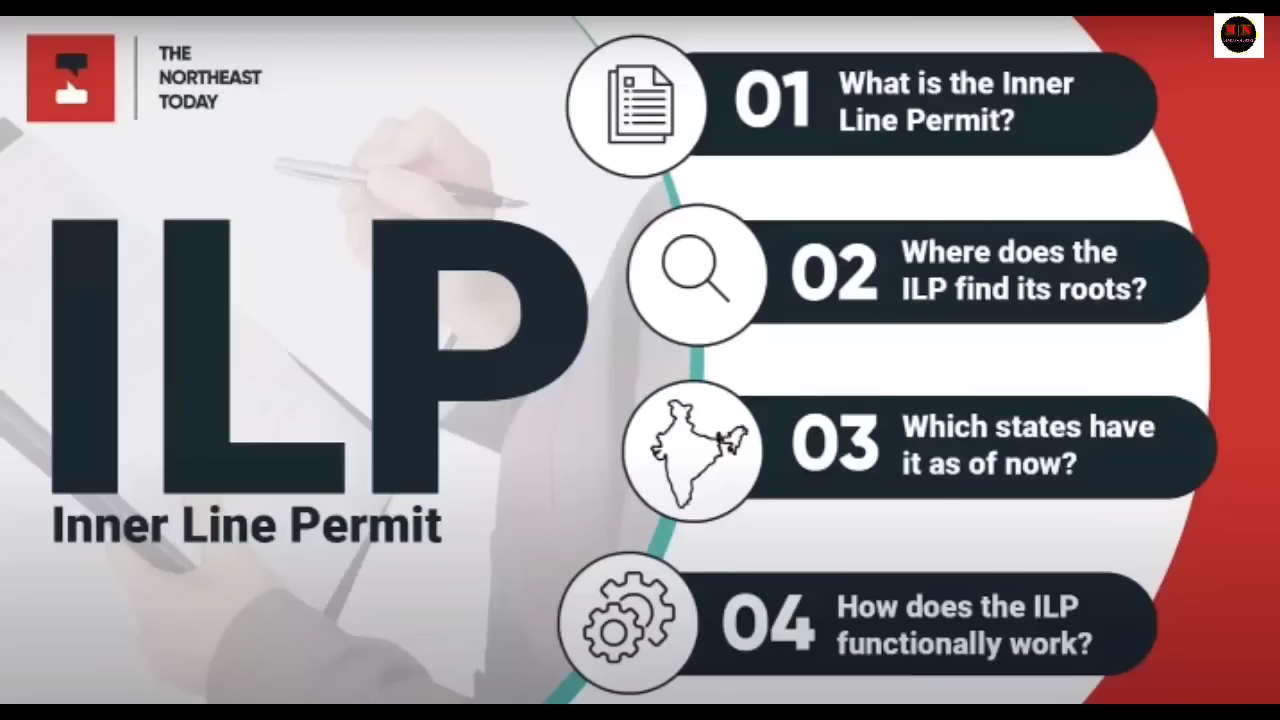 THE
NORTHEAST
TODAY
ILP
Inner Line Permit
01
What is the Inner
Line Permit?
02
Where does the
ILP find its roots?
03
Which states have
it as of now?
04
How does the ILP
functionally work?